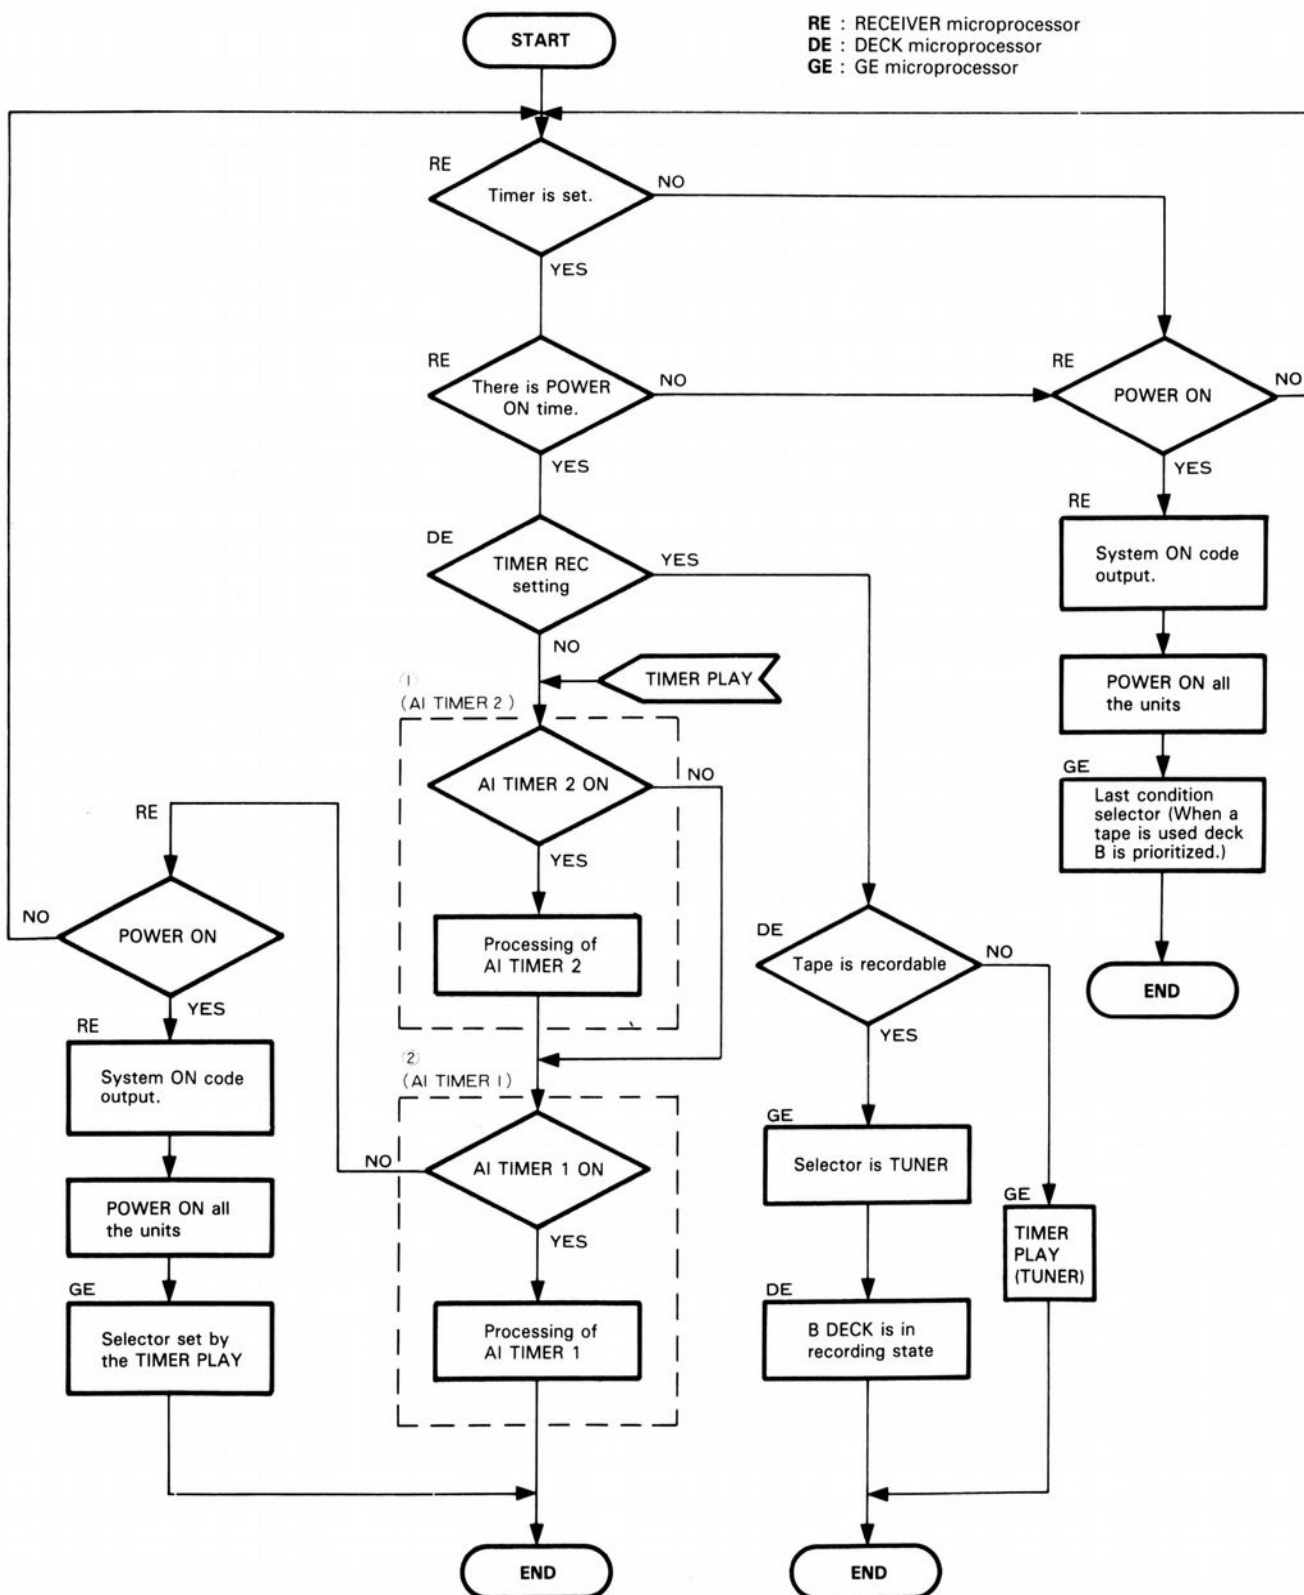 START
RE : RECEIVER microprocessor
DE : DECK microprocessor
GE : GE microprocessor
RE
Timer is set.
NO
YES
RE
There is POWER
ON time.
NO
YES
RE
POWER ON
NO
YES
DE
TIMER REC
setting
YES
NO
RE
System ON code
output.
TIMER PLAY
POWER ON all
the units
①
(AI TIMER 2)
AI TIMER 2 ON
NO
YES
GE
Last condition
selector (When a
tape is used deck
B is prioritized.)
RE
POWER ON
NO
YES
Processing of
AI TIMER 2
DE
Tape is recordable
NO
YES
END
RE
System ON code
output.
②
(AI TIMER 1)
AI TIMER 1 ON
NO
YES
GE
Selector is TUNER
POWER ON all
the units
GE
TIMER
PLAY
(TUNER)
GE
Selector set by
the TIMER PLAY
Processing of
AI TIMER 1
DE
B DECK is in
recording state
END
END